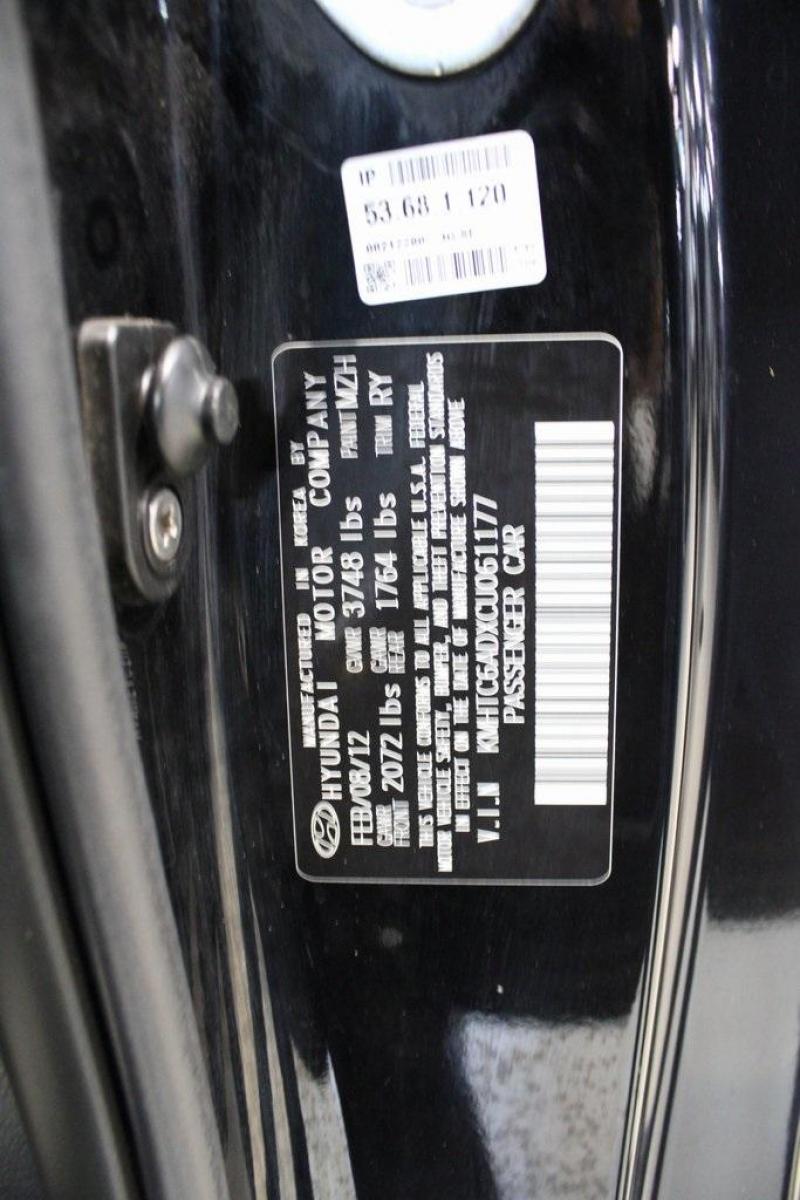 IP
53.68 1 120
MANUFACTURED IN KOREA BY
HYUNDAI MOTOR COMPANY
FEB/08/12 GVWR 3748 lbs PAINT MZH
GAWR FRONT 2072 lbs GAWR REAR 1764 lbs TRIM RY
THIS VEHICLE CONFORMS TO ALL APPLICABLE U.S.A. FEDERAL
MOTOR VEHICLE SAFETY, BUMPER, AND THEFT PREVENTION STANDARDS
IN EFFECT ON THE DATE OF MANUFACTURE SHOWN ABOVE
V.I.N KMHTC6ADXCU061177
PASSENGER CAR